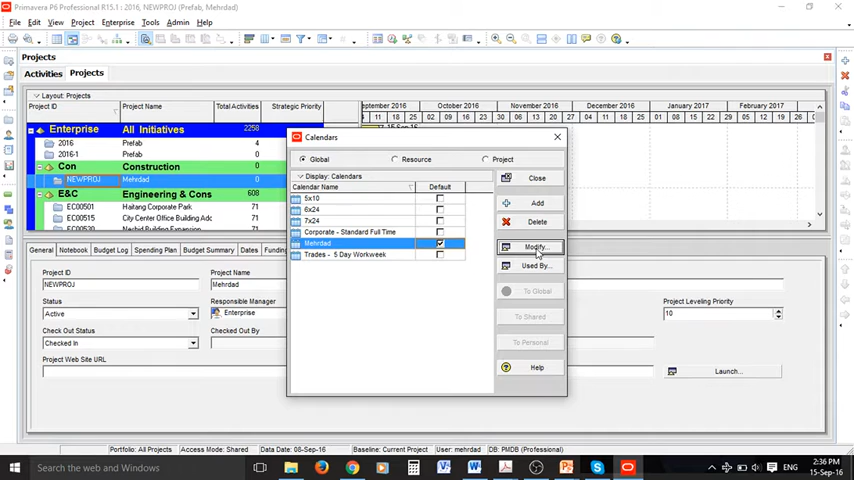 Primavera P6 Professional R15.1 : 2016, NEWPROJ (Prefab, Mehrdad)
File Edit View Project Enterprise Tools Admin Help
Projects
Activities Projects
Layout: Projects
Project ID Project Name Total Activities Strategic Priority
eptember 2016 October 2016 November 2016 December 2016 January 2017 February 2017
4 11 18 25 02 09 16 23 30 06 13 20 27 04 11 18 25 01 08 15 22 29 05 12 19
Enterprise All Initiatives 2258
2016 Prefab 4
2016-1 Prefab 0
Con Construction 0
NEWPROJ Mehrdad 0
E&C Engineering & Cons 608
EC00501 Haitang Corporate Park
EC00515 City Center Office Buildinc
EC00530 Nesbid Building Expansion
General Notebook Spending Plan Budget Summary Dates Fundin
Project ID Project Name
NEWPROJ Mehrdad
Status Responsible Manager
Active Enterprise
Check Out Status Checked Out By
Checked In
Project Web Site URL
Project Leveling Priority
10
Launch...
Calendars
Global Resource Project
Display: Calendars
Calendar Name Default
5x10
6x24
7x24
Corporate - Standard Full Time
Mehrdad
Trades - 5 Day Workweek
Close
Add
Delete
Modify...
Used By...
To Global
To Shared
To Personal
Help
Portfolio: All Projects Access Mode: Shared Data Date: 08-Sep-16 Baseline: Current Project User: mehrdad DB: PMDB (Professional)
Search the web and Windows
ENG
2:36 PM
15-Sep-16